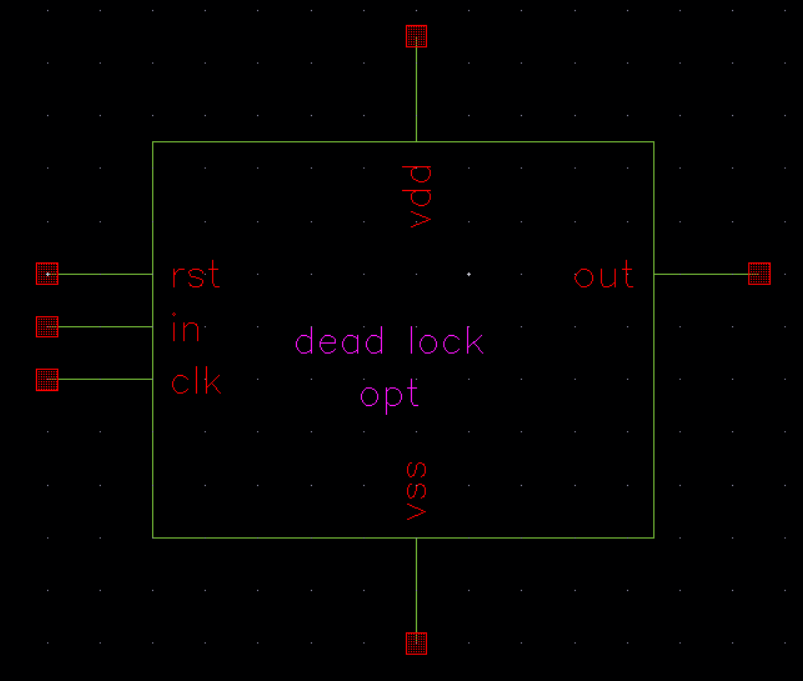 vdd
rst
out
in
dead lock
clk
opt
vss